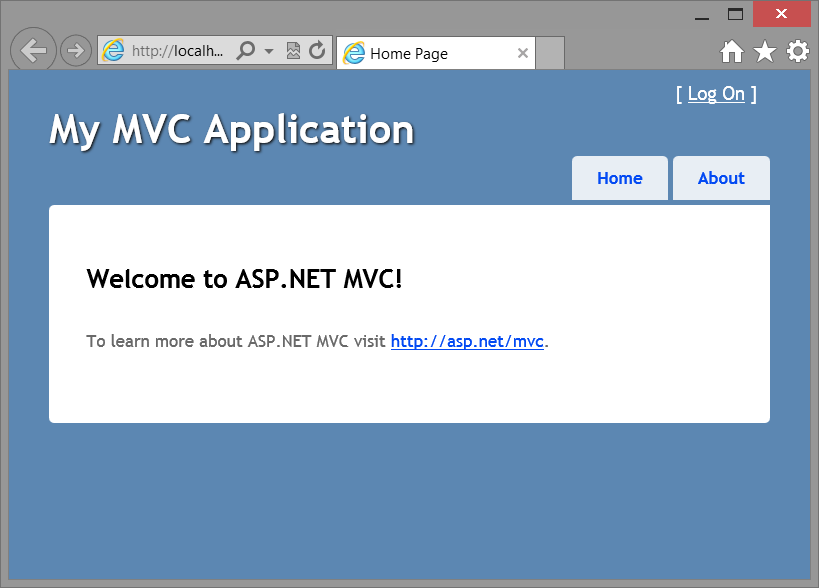 http://localh...
Home Page
[ Log On ]
My MVC Application
Home
About
Welcome to ASP.NET MVC!
To learn more about ASP.NET MVC visit http://asp.net/mvc.